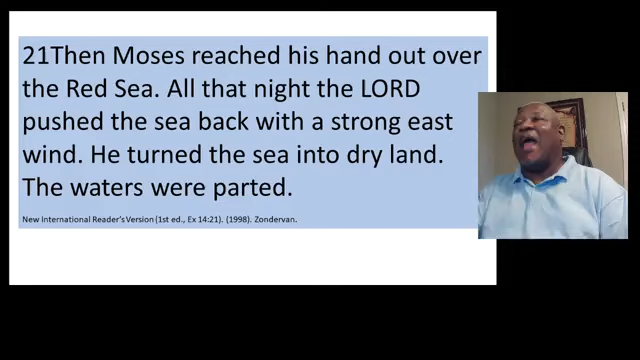 21Then Moses reached his hand out over
the Red Sea. All that night the LORD
pushed the sea back with a strong east
wind. He turned the sea into dry land.
The waters were parted.
New International Reader's Version (1st ed., Ex 14:21). (1998). Zondervan.